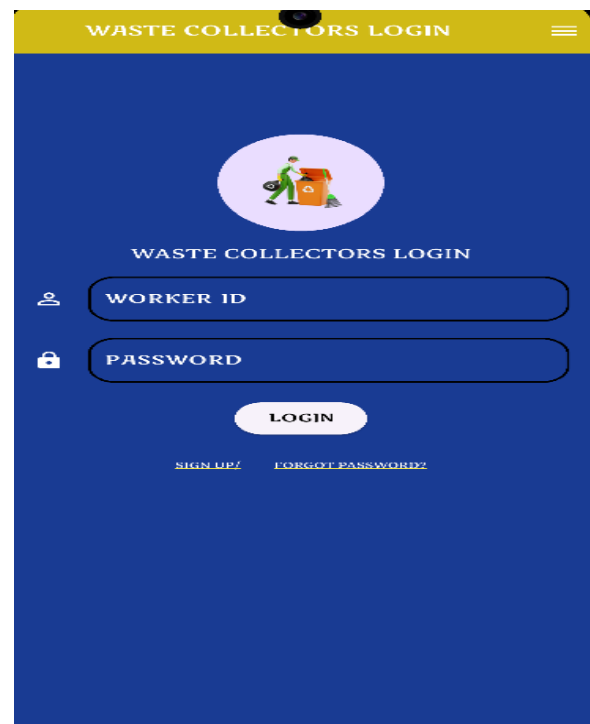 WASTE COLLECTORS LOGIN
WASTE COLLECTORS LOGIN
WORKER ID
PASSWORD
LOGIN
SIGN UP/ FORGOT PASSWORD?